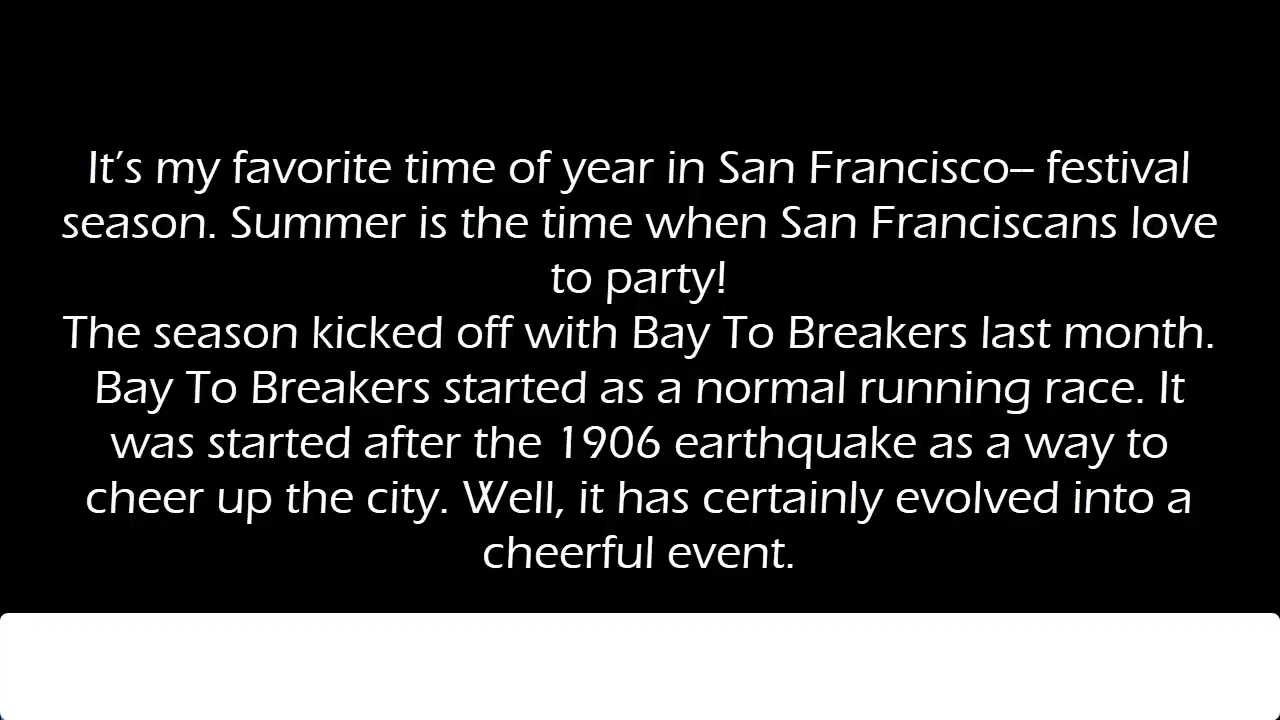 It’s my favorite time of year in San Francisco– festival
season. Summer is the time when San Franciscans love
to party!
The season kicked off with Bay To Breakers last month.
Bay To Breakers started as a normal running race. It
was started after the 1906 earthquake as a way to
cheer up the city. Well, it has certainly evolved into a
cheerful event.